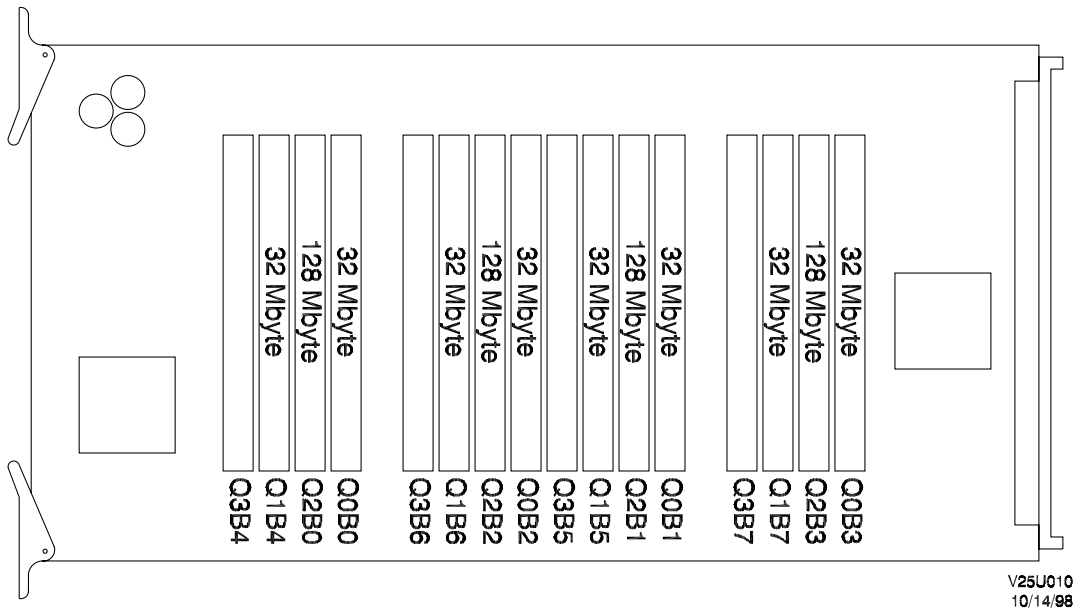 32 Mbyte
128 Mbyte
32 Mbyte
32 Mbyte
128 Mbyte
32 Mbyte
32 Mbyte
128 Mbyte
32 Mbyte
32 Mbyte
128 Mbyte
32 Mbyte
Q3B4
Q1B4
Q2B0
Q0B0
Q3B6
Q1B6
Q2B2
Q0B2
Q3B5
Q1B5
Q2B1
Q0B1
Q3B7
Q1B7
Q2B3
Q0B3
V25U010
10/14/98